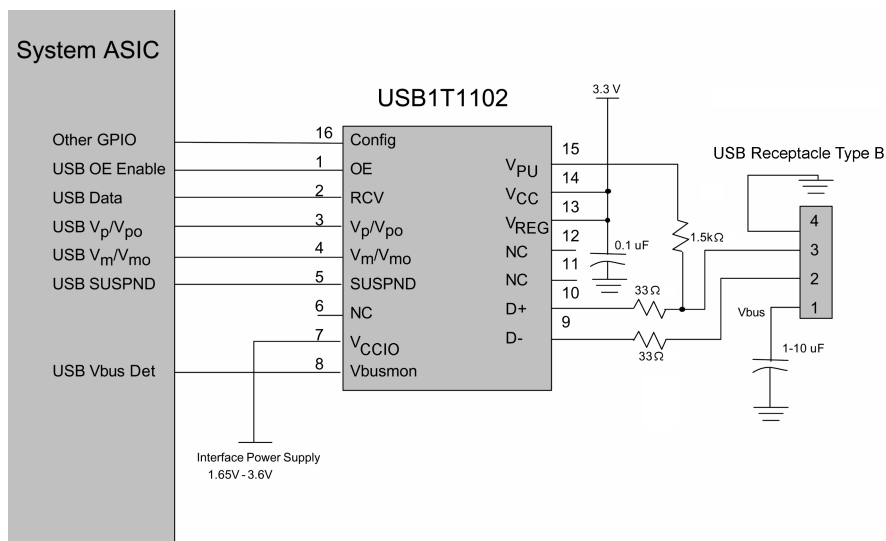 System ASIC
USB1T1102
3.3 V
USB Receptacle Type B
Other GPIO
16
Config
USB OE Enable
1
OE
USB Data
2
RCV
USB Vp/Vpo
3
Vp/Vpo
USB Vm/Vmo
4
Vm/Vmo
USB SUSPND
5
SUSPND
6
NC
7
VCCIO
USB Vbus Det
8
Vbusmon
Interface Power Supply
1.65V - 3.6V
15
VPU
14
VCC
13
VREG
12
NC
11
NC
10
D+
9
D-
0.1 uF
1.5kΩ
33Ω
33Ω
4
3
2
1
Vbus
1-10 uF